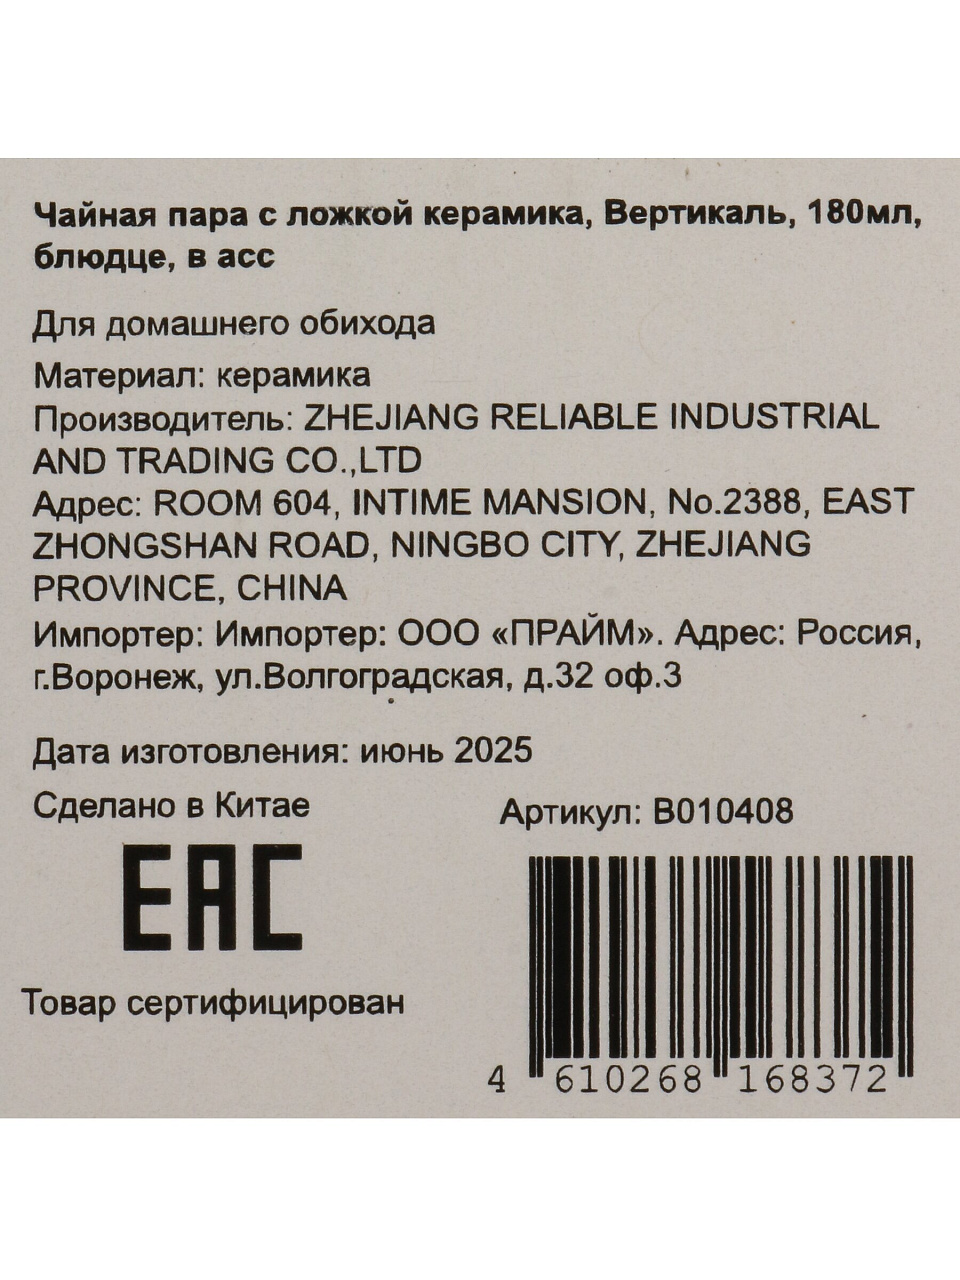 Чайная пара с ложкой керамика, Вертикаль, 180мл,
блюдце, в асс
Для домашнего обихода
Материал: керамика
Производитель: ZHEJIANG RELIABLE INDUSTRIAL
AND TRADING CO.,LTD
Адрес: ROOM 604, INTIME MANSION, No.2388, EAST
ZHONGSHAN ROAD, NINGBO CITY, ZHEJIANG
PROVINCE, CHINA
Импортер: Импортер: ООО «ПРАЙМ». Адрес: Россия,
г.Воронеж, ул.Волгоградская, д.32 оф.3
Дата изготовления: июнь 2025
Сделано в Китае
Артикул: B010408
EAC
Товар сертифицирован
4 610268 168372